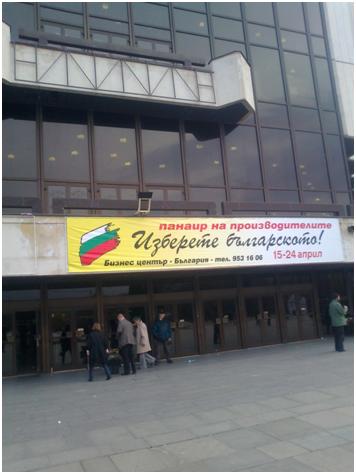 панаир на производителите
Изберете българското!
Бизнес център - България - тел. 953 16 06
15-24 април